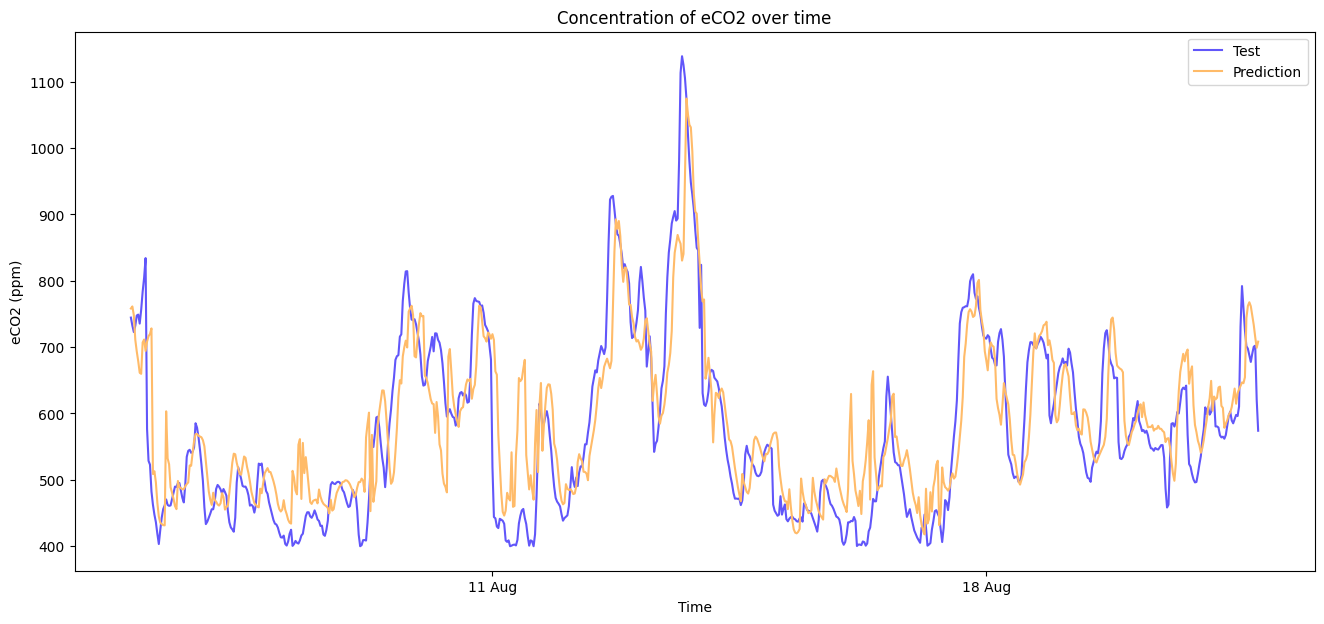 Concentration of eCO2 over time
Test
Prediction
1100
1000
900
800
700
600
500
400
eCO2 (ppm)
11 Aug
18 Aug
Time